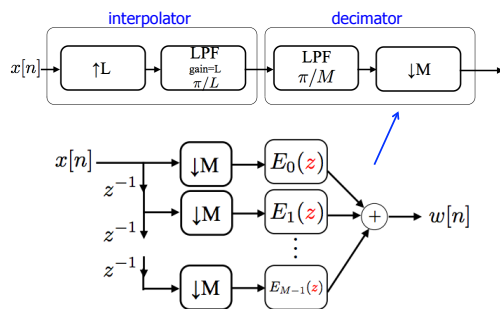 interpolator decimator
x[n] ↑L LPF gain=L π/L LPF π/M ↓M
x[n] ↓M E₀(z)
z⁻¹ ↓M E₁(z) + w[n]
z⁻¹ ⋮
z⁻¹ ↓M E_{M−1}(z)